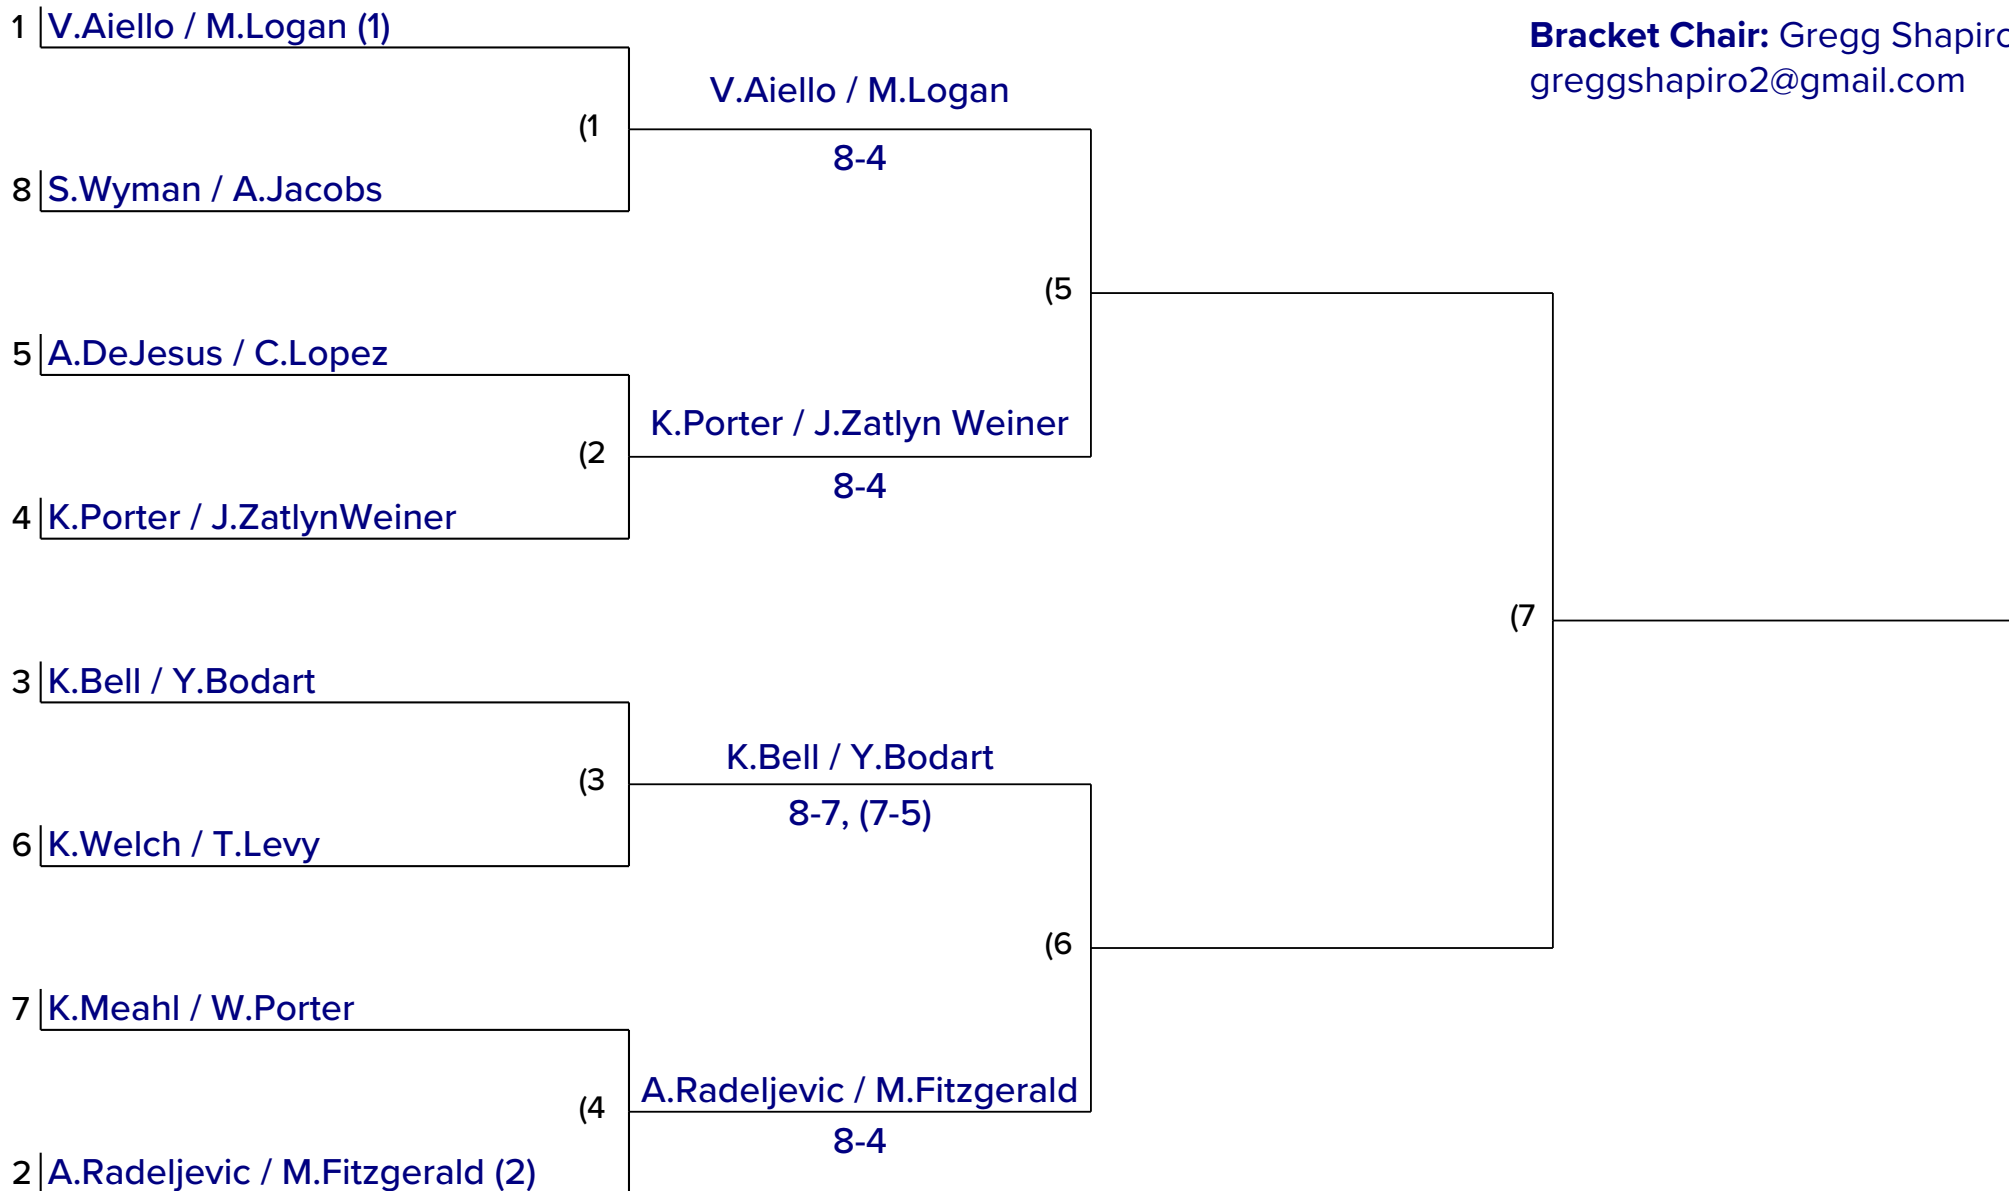 1 V.Aiello / M.Logan (1)
Bracket Chair: Gregg Shapiro
greggshapiro2@gmail.com
V.Aiello / M.Logan
(1
8-4
8 S.Wyman / A.Jacobs
(5
5 A.DeJesus / C.Lopez
K.Porter / J.Zatlyn Weiner
(2
8-4
4 K.Porter / J.ZatlynWeiner
(7
3 K.Bell / Y.Bodart
K.Bell / Y.Bodart
(3
8-7, (7-5)
6 K.Welch / T.Levy
(6
7 K.Meahl / W.Porter
A.Radeljevic / M.Fitzgerald
(4
8-4
2 A.Radeljevic / M.Fitzgerald (2)